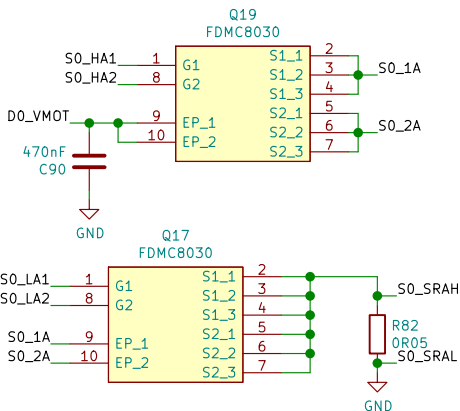 Q19
FDMC8030
S0_HA1 1 G1 S1_1 2
S0_HA2 8 G2 S1_2 3 S0_1A
S1_3 4
D0_VMOT 9 EP_1 S2_1 5
10 EP_2 S2_2 6 S0_2A
S2_3 7
470nF
C90
GND
Q17
FDMC8030
S0_LA1 1 G1 S1_1 2
S0_LA2 8 G2 S1_2 3 S0_SRAH
S1_3 4
S0_1A 9 EP_1 S2_1 5
S0_2A 10 EP_2 S2_2 6
S2_3 7
R82
0R05
S0_SRAL
GND